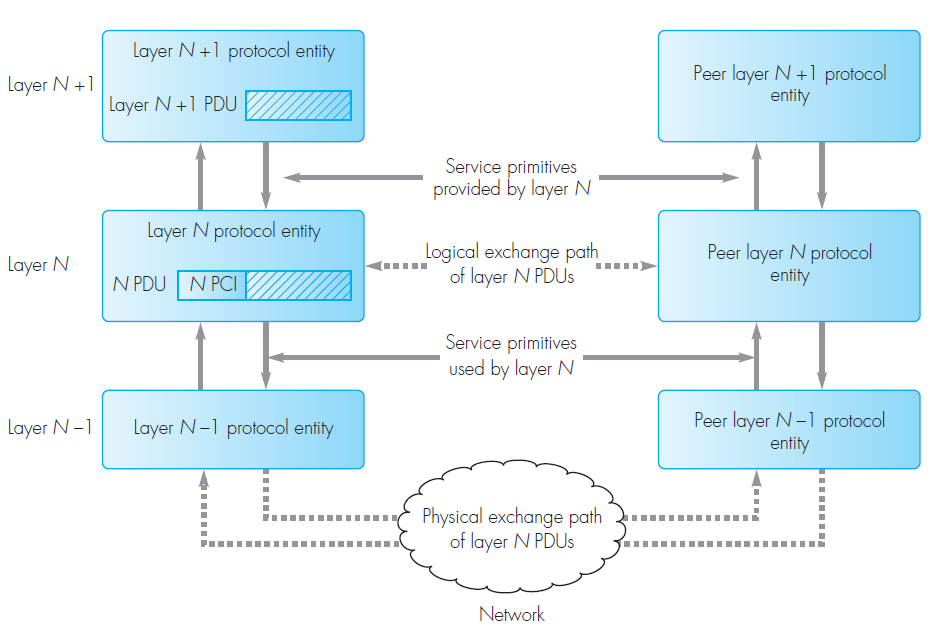 Layer N +1
Layer N +1 protocol entity
Layer N +1 PDU
Peer layer N +1 protocol
entity
Service primitives
provided by layer N
Layer N
Layer N protocol entity
N PDU
N PCI
Logical exchange path
of layer N PDUs
Peer layer N protocol
entity
Service primitives
used by layer N
Layer N –1
Layer N –1 protocol entity
Peer layer N –1 protocol
entity
Physical exchange path
of layer N PDUs
Network